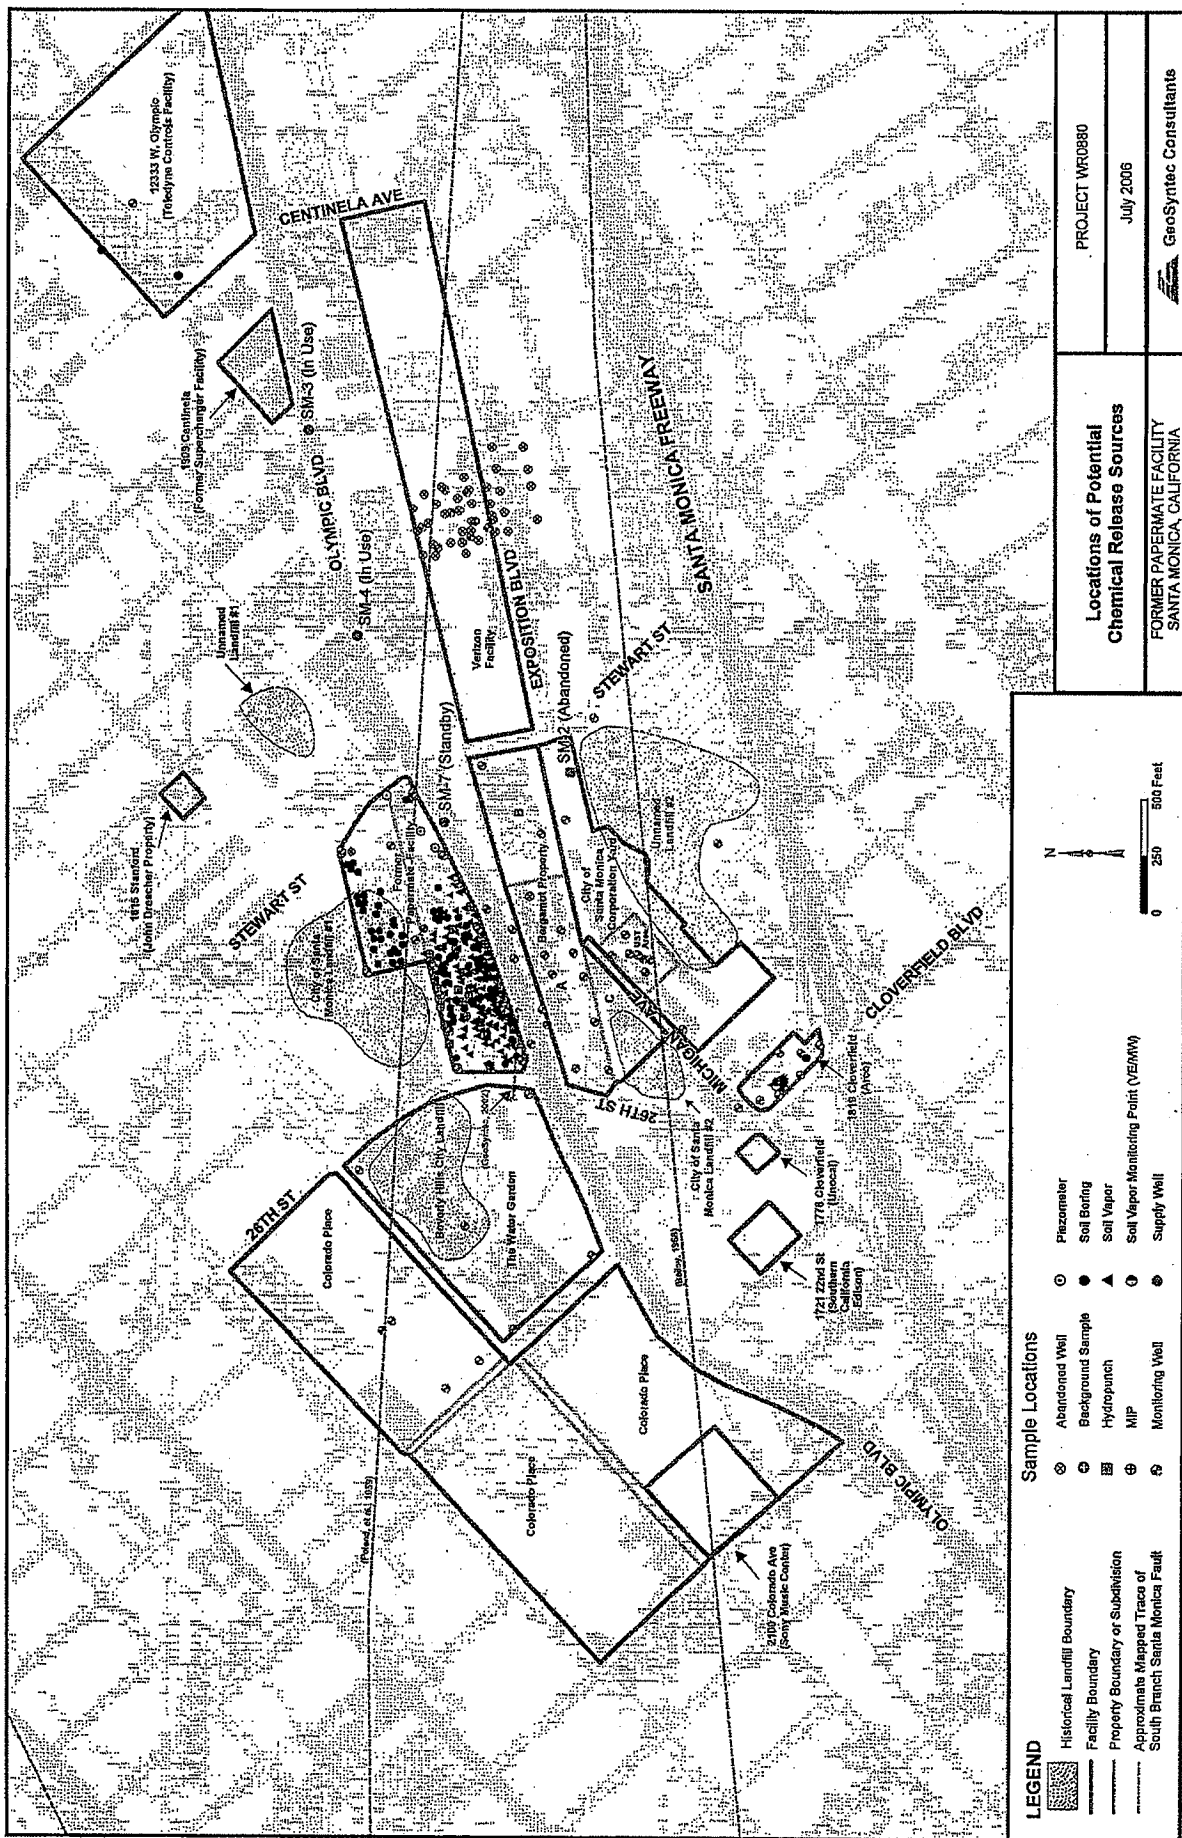 12333 W. Olympic
(Teledyne Controls Facility)
CENTINELA AVE
1909 Centinela
(Former Supercharger Facility)
SM-3 (In Use)
OLYMPIC BLVD
SM-4 (In Use)
Unnamed
Landfill #1
Verizon
Facility
EXPOSITION BLVD
SANTA MONICA FREEWAY
STEWART ST
SM-2 (Abandoned)
SM-7 (Standby)
1815 Stanford
(John Drescher Property)
STEWART ST
City of Santa
Monica Landfill #1
Former
Papermate Facility
Bergamot Property
A
B
C
City of
Santa Monica
Corporation Yard
Unnamed
Landfill #2
MICHIGAN AVE
26TH ST
City of Santa
Monica Landfill #2
CLOVERFIELD BLVD
1819 Cloverfield
(Arco)
1776 Cloverfield
(Unocal)
1721 22nd St
(Southern
California
Edison)
Beverly Hills City Landfill
The Water Garden
26TH ST
Colorado Place
Colorado Place
Colorado Place
2100 Colorado Ave
(Sony Music Center)
OLYMPIC BLVD
LEGEND
Historical Landfill Boundary
Facility Boundary
Property Boundary or Subdivision
Approximate Mapped Trace of
South Branch Santa Monica Fault
Sample Locations
Abandoned Well
Background Sample
Hydropunch
MIP
Monitoring Well
Piezometer
Soil Boring
Soil Vapor
Soil Vapor Monitoring Point (VE/MW)
Supply Well
N
0 250 500 Feet
Locations of Potential
Chemical Release Sources
FORMER PAPERMATE FACILITY
SANTA MONICA, CALIFORNIA
PROJECT WR0880
July 2006
GeoSyntec Consultants